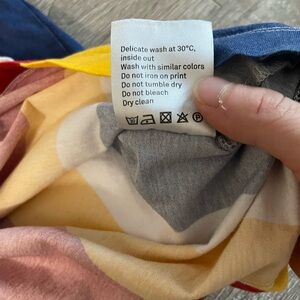 Delicate wash at 30°C,
inside out
Wash with similar colors
Do not iron on print
Do not tumble dry
Do not bleach
Dry clean